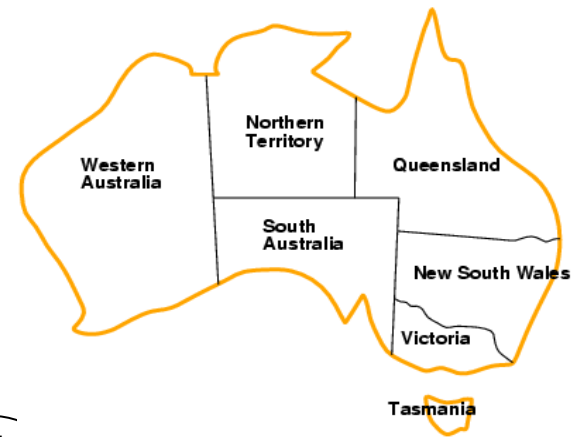 Northern
Territory
Western
Australia
Queensland
South
Australia
New South Wales
Victoria
Tasmania